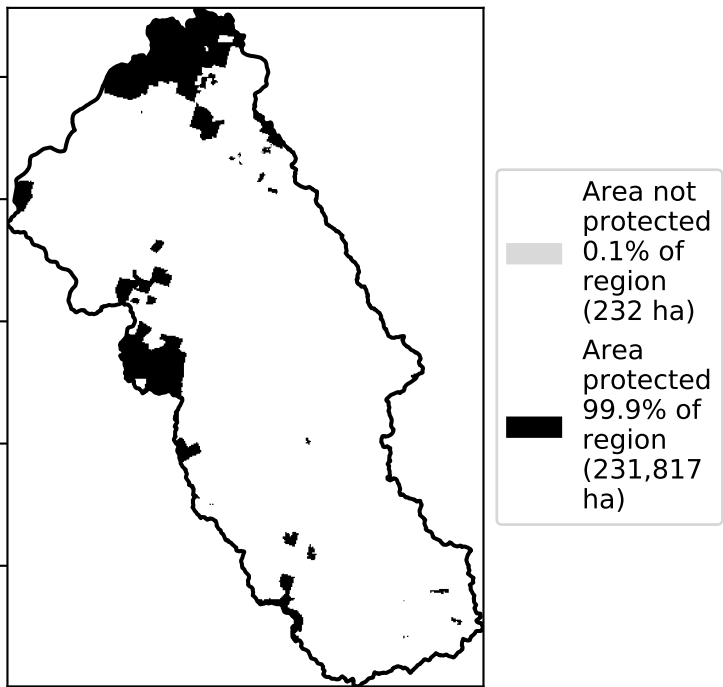 Area not
protected
0.1% of
region
(232 ha)
Area
protected
99.9% of
region
(231,817
ha)